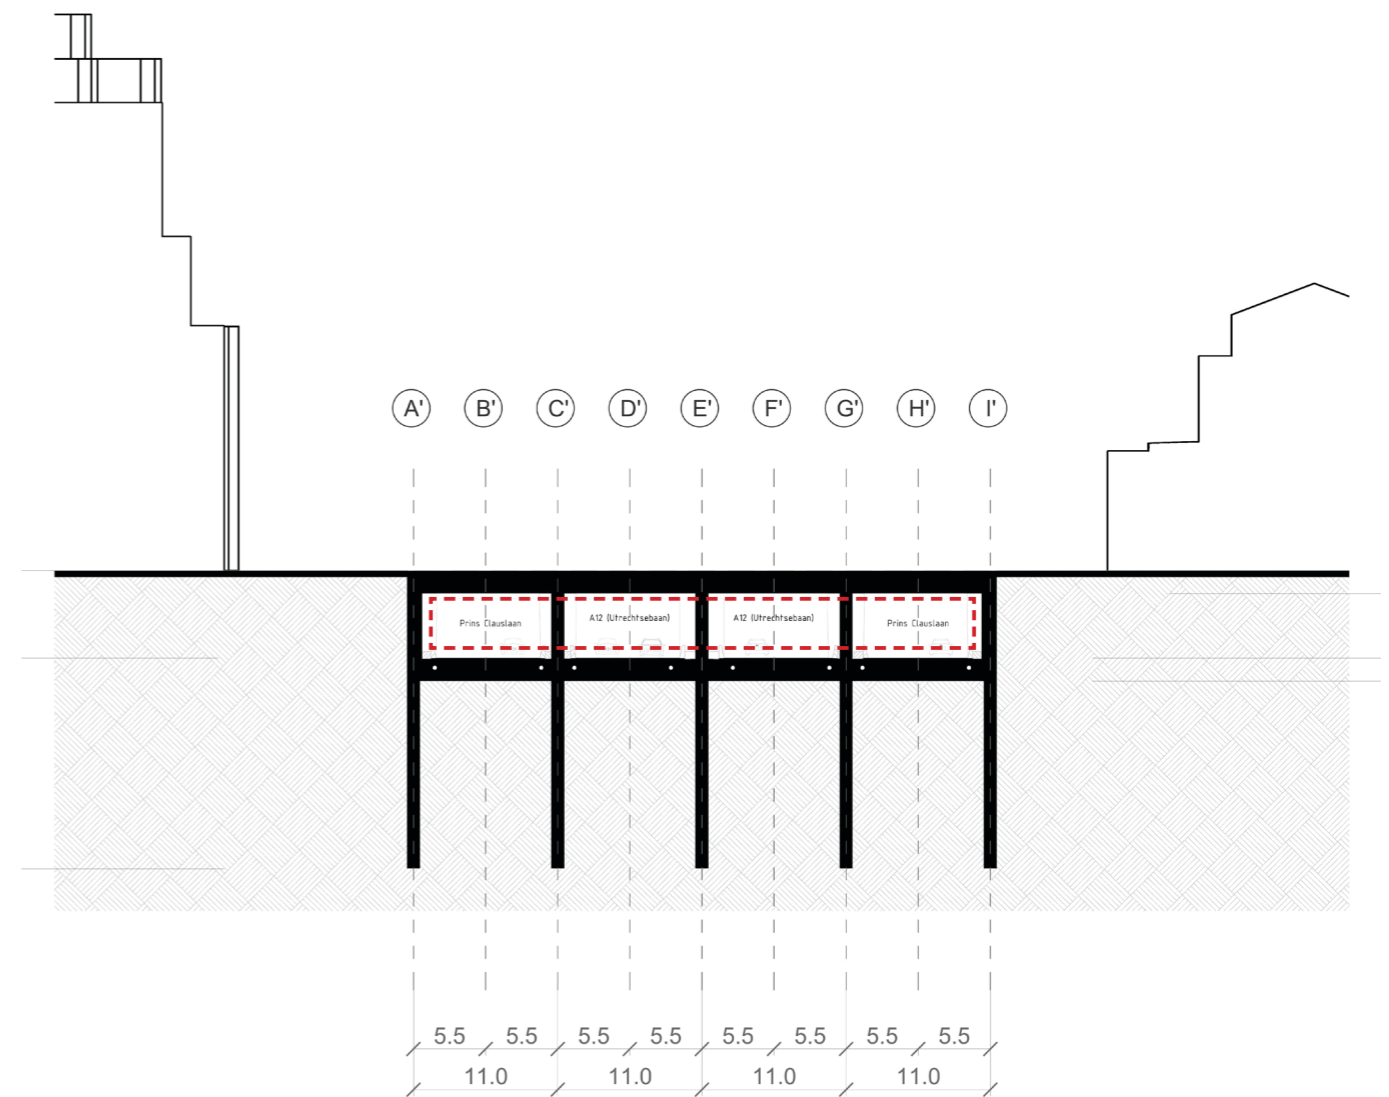 A' B' C' D' E' F' G' H' I'
Prins Clauslaan
A12 (Utrechtsebaan)
A12 (Utrechtsebaan)
Prins Clauslaan
5.5 5.5 5.5 5.5 5.5 5.5 5.5 5.5
11.0 11.0 11.0 11.0